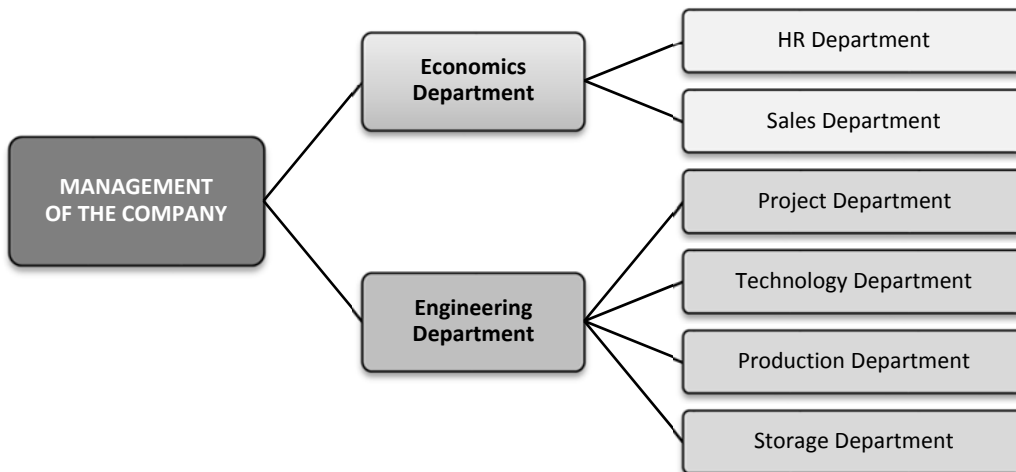 HR Department
Economics
Department
Sales Department
MANAGEMENT
OF THE COMPANY
Project Department
Technology Department
Engineering
Department
Production Department
Storage Department